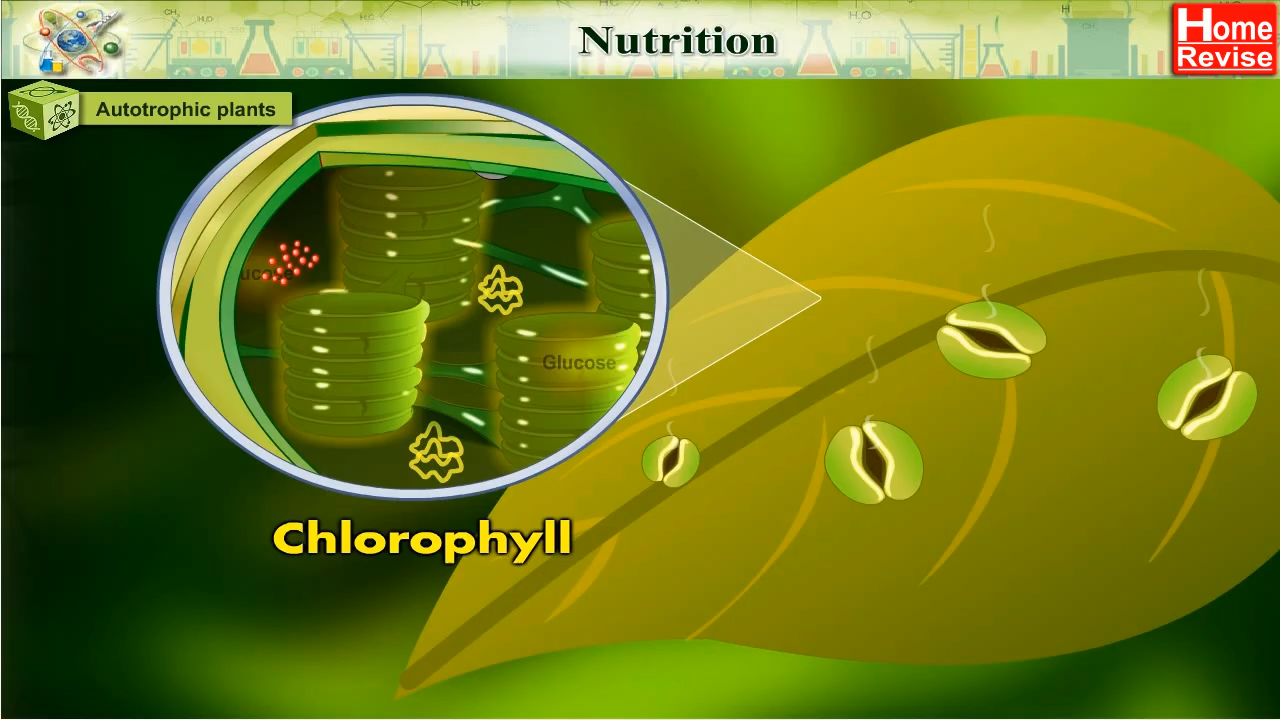 Nutrition
Home
Revise
Autotrophic plants
Glucose
Chlorophyll